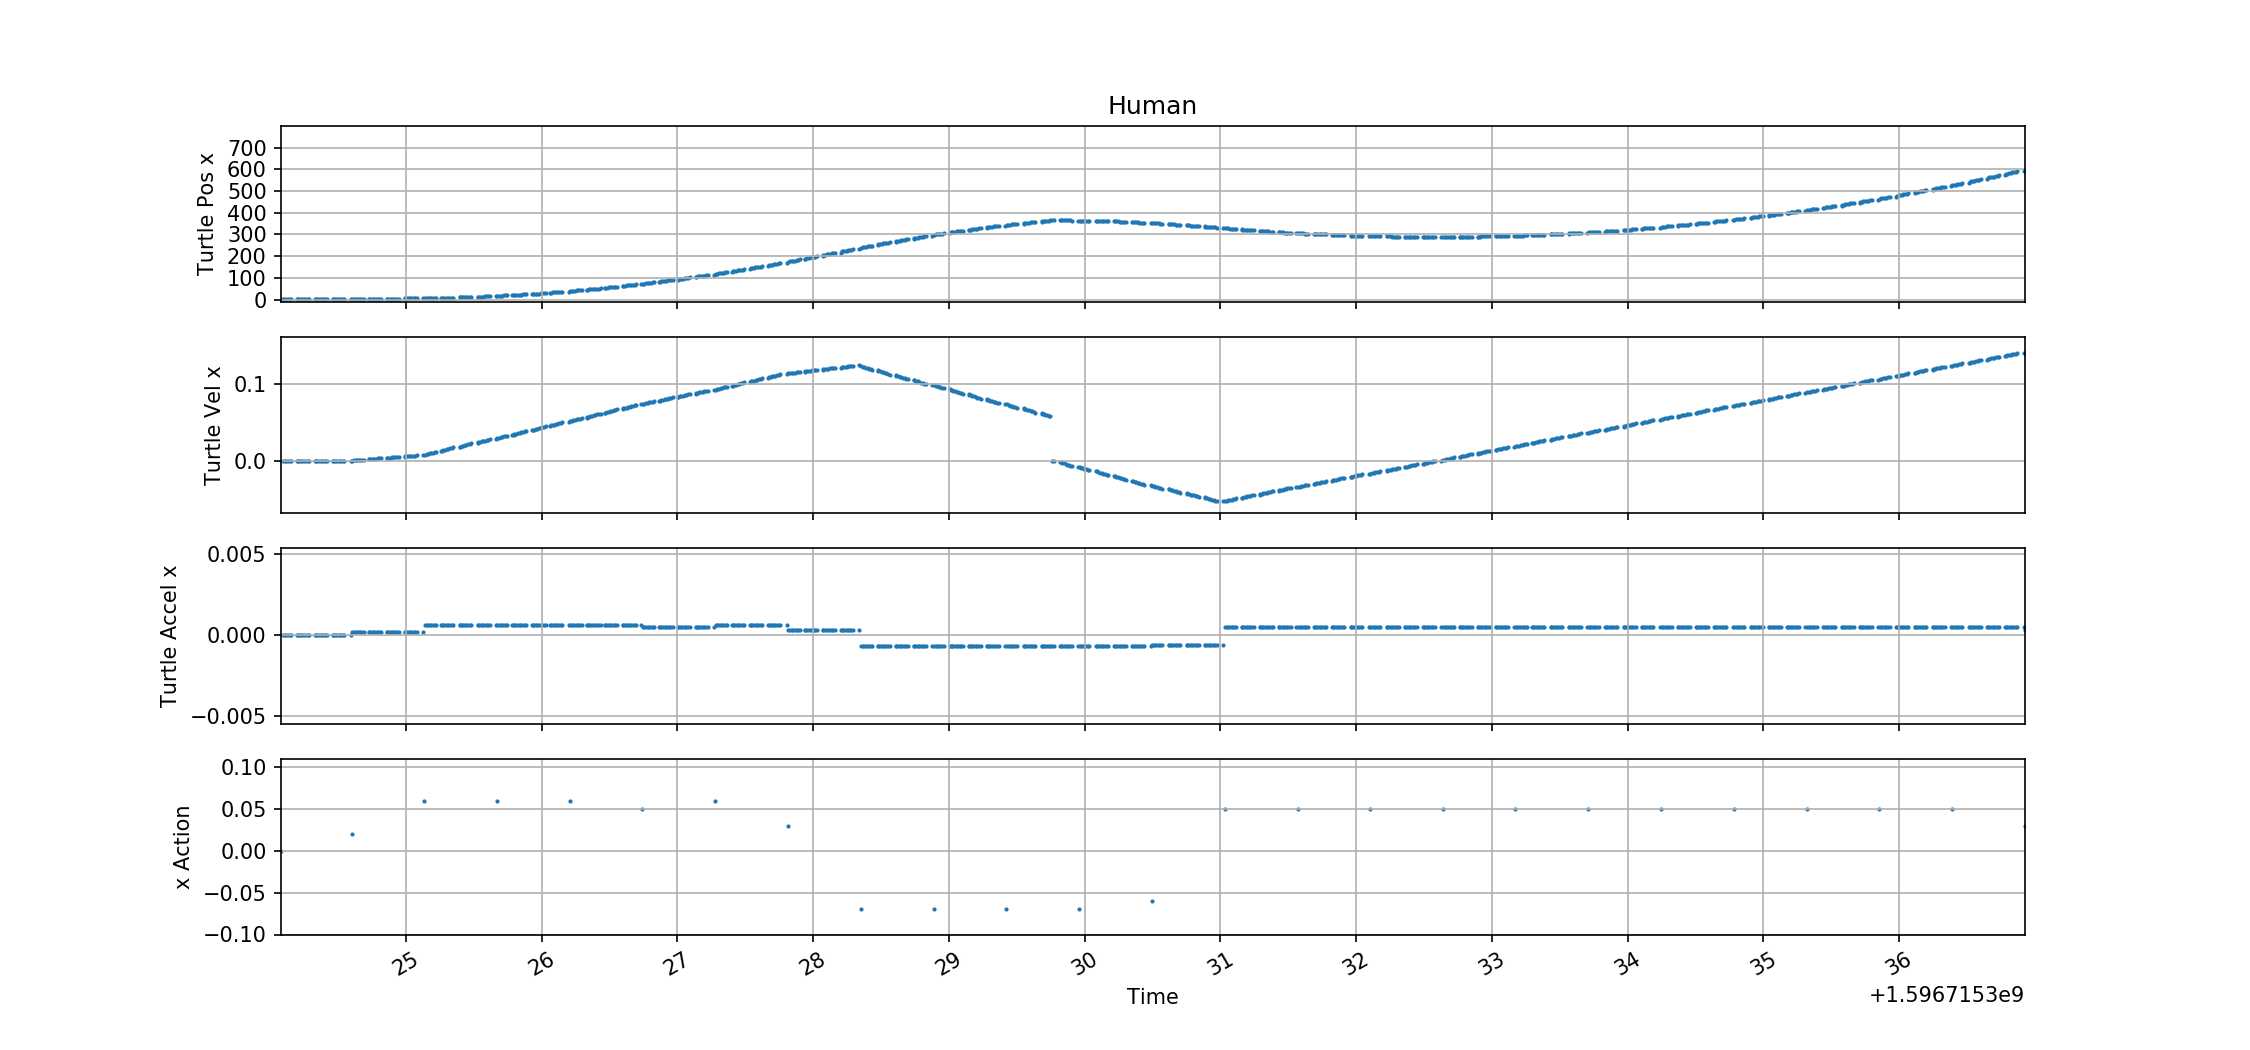 Human
Turtle Pos x
700
600
500
400
300
200
100
0
Turtle Vel x
0.1
0.0
Turtle Accel x
0.005
0.000
−0.005
x Action
0.10
0.05
0.00
−0.05
−0.10
25 26 27 28 29 30 31 32 33 34 35 36
Time
+1.5967153e9